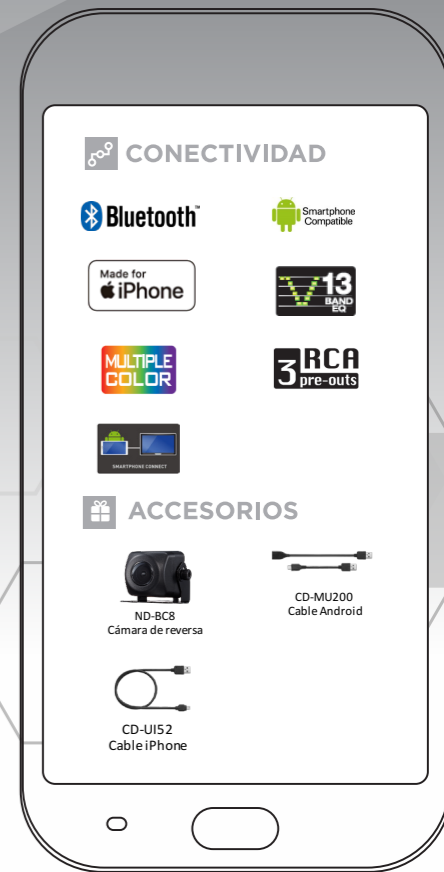 CONECTIVIDAD
Bluetooth™
Smartphone
Compatible
Made for
iPhone
13
BAND
EQ
MULTIPLE
COLOR
3 RCA
pre-outs
SMARTPHONE CONNECT
ACCESORIOS
ND-BC8
Cámara de reversa
CD-MU200
Cable Android
CD-UI52
Cable iPhone